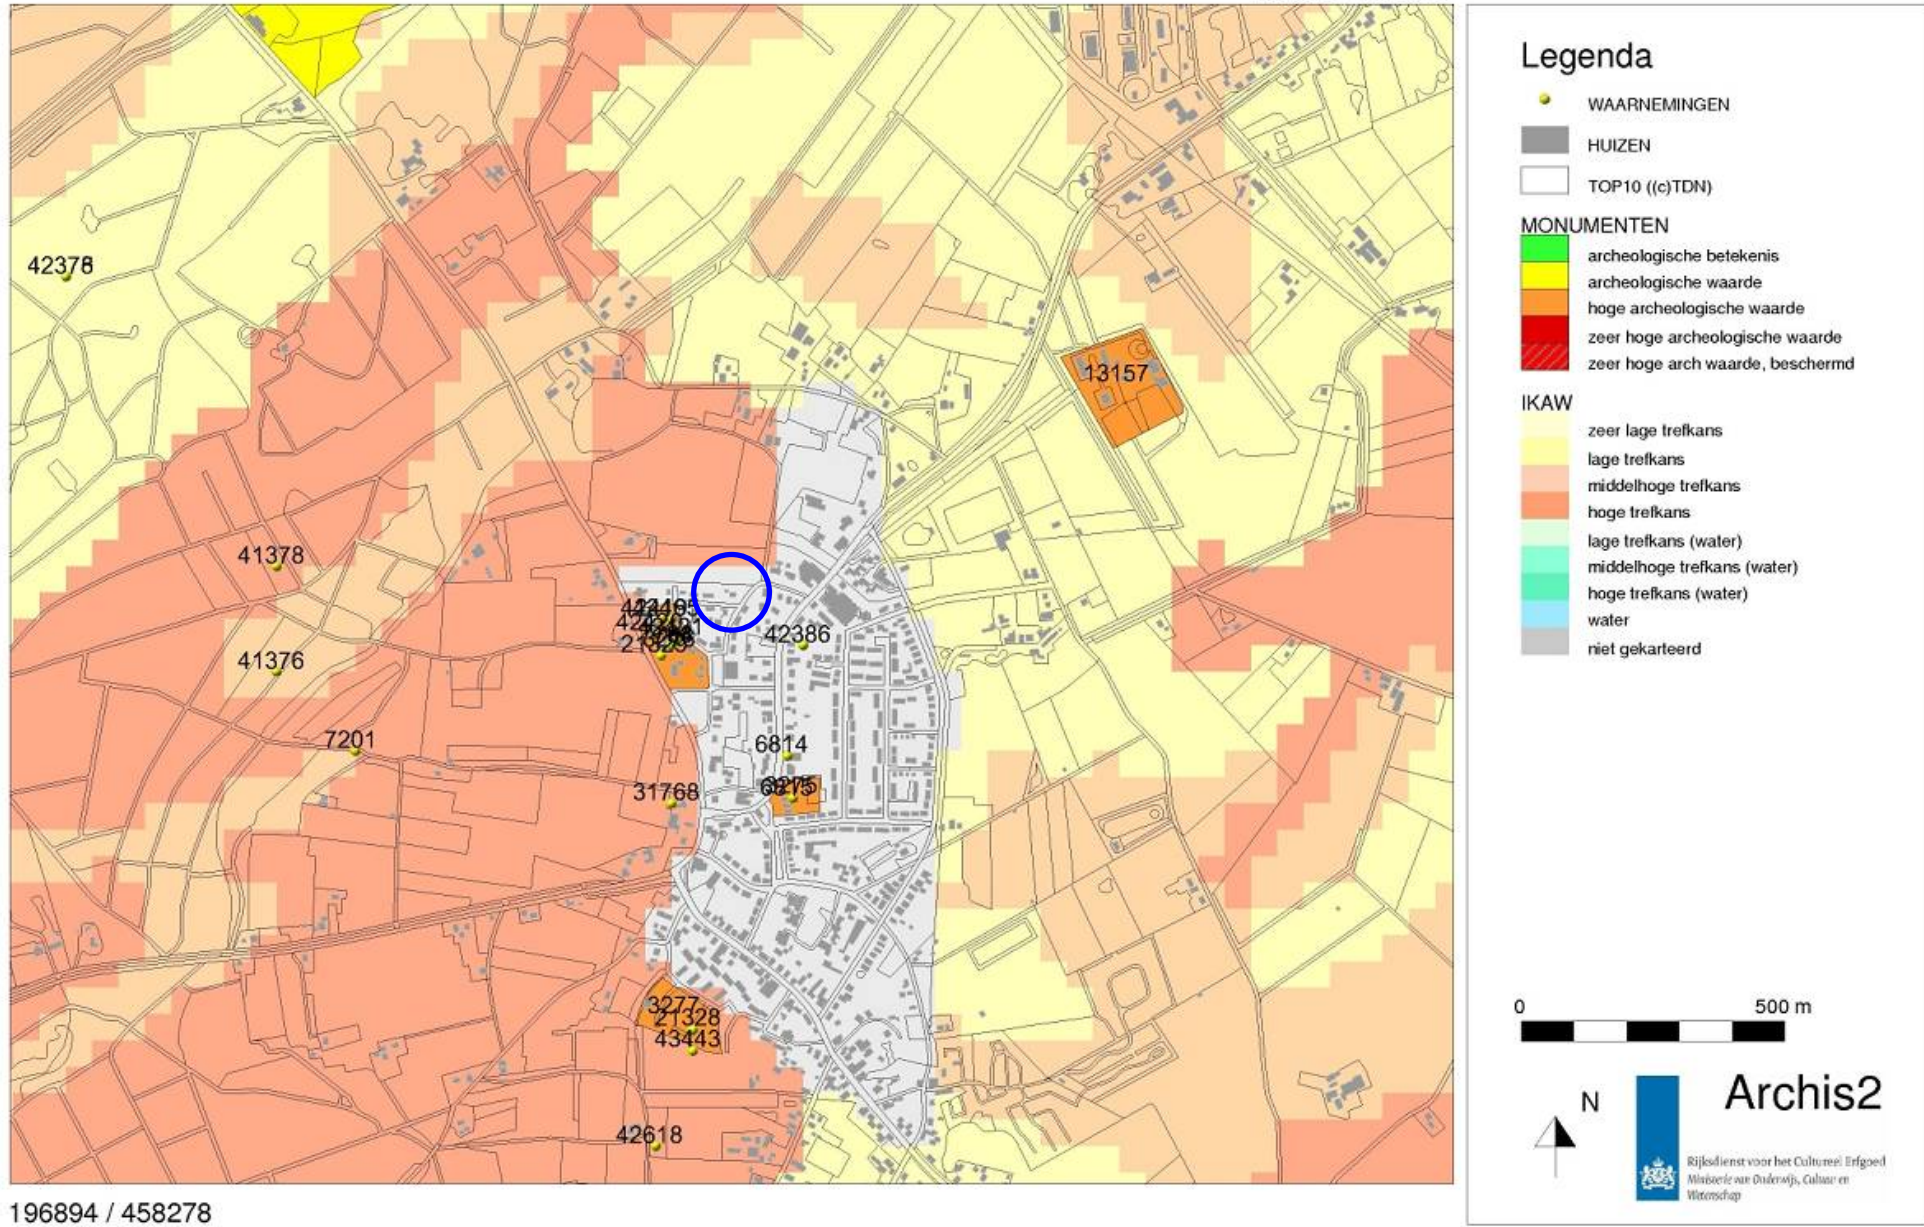 42378
13157
41378
42386
21329
41376
6814
7201
31768
3277
21328
43443
42618
196894 / 458278
Legenda
WAARNEMINGEN
HUIZEN
TOP10 ((c)TDN)
MONUMENTEN
archeologische betekenis
archeologische waarde
hoge archeologische waarde
zeer hoge archeologische waarde
zeer hoge arch waarde, beschermd
IKAW
zeer lage trefkans
lage trefkans
middelhoge trefkans
hoge trefkans
lage trefkans (water)
middelhoge trefkans (water)
hoge trefkans (water)
water
niet gekarteerd
0 500 m
N
Archis2
Rijksdienst voor het Cultureel Erfgoed
Ministerie van Onderwijs, Cultuur en
Wetenschap